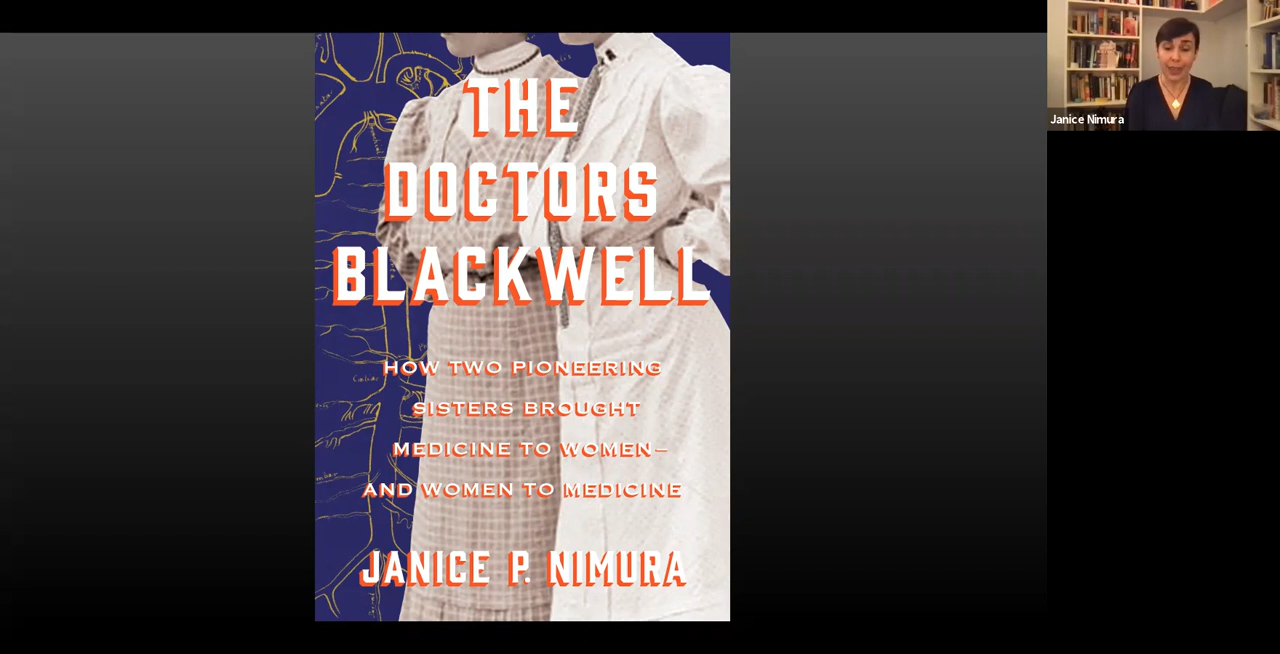 THE
DOCTORS
BLACKWELL
HOW TWO PIONEERING
SISTERS BROUGHT
MEDICINE TO WOMEN–
AND WOMEN TO MEDICINE
JANICE P. NIMURA
Janice Nimura